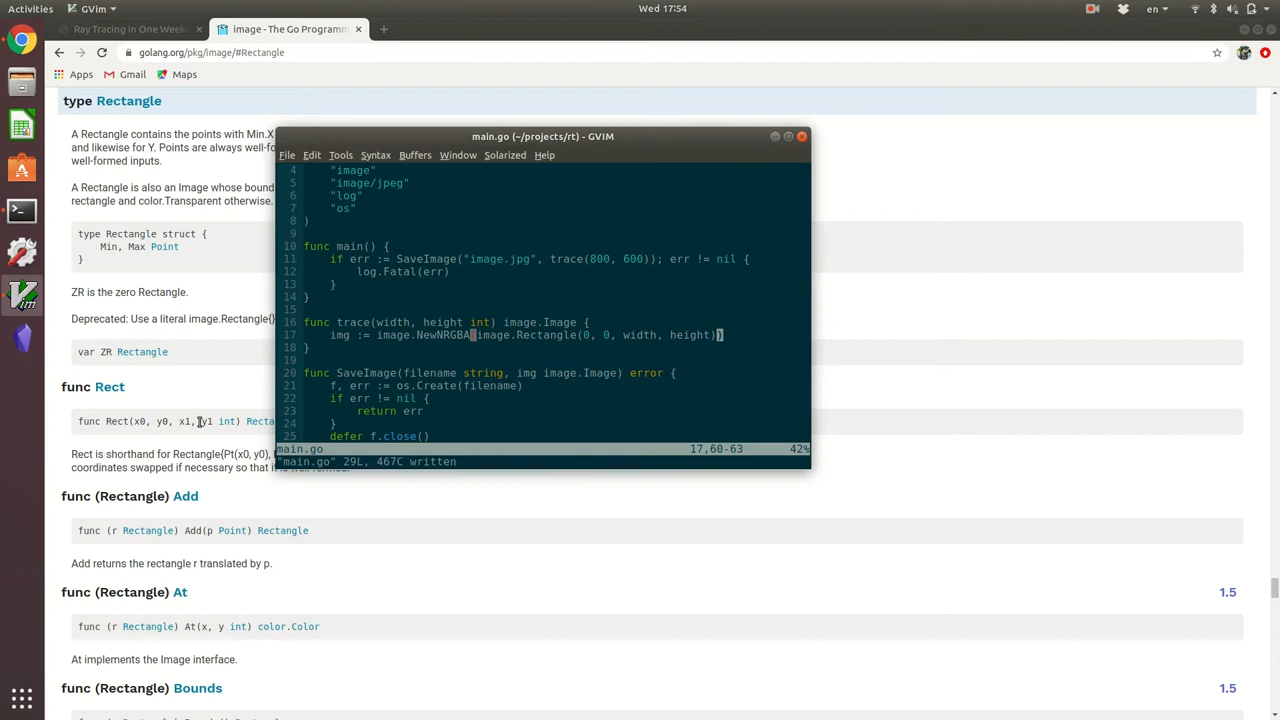 Activities
GVim
Wed 17:54
en
Ray Tracing in One Weeke
image - The Go Programm
golang.org/pkg/image/#Rectangle
Apps
Gmail
Maps
type Rectangle
A Rectangle contains the points with Min.X
and likewise for Y. Points are always well-fo
well-formed inputs.
A Rectangle is also an Image whose bound
rectangle and color.Transparent otherwise.
type Rectangle struct {
Min, Max Point
}
ZR is the zero Rectangle.
Deprecated: Use a literal image.Rectangle{}
var ZR Rectangle
func Rect
func Rect(x0, y0, x1, y1 int) Recta
Rect is shorthand for Rectangle{Pt(x0, y0),
coordinates swapped if necessary so that it is well-formed.
func (Rectangle) Add
func (r Rectangle) Add(p Point) Rectangle
Add returns the rectangle r translated by p.
func (Rectangle) At
1.5
func (r Rectangle) At(x, y int) color.Color
At implements the Image interface.
func (Rectangle) Bounds
1.5
main.go (~/projects/rt) - GVIM
File Edit Tools Syntax Buffers Window Solarized Help
4 "image"
5 "image/jpeg"
6 "log"
7 "os"
8 )
9
10 func main() {
11 if err := SaveImage("image.jpg", trace(800, 600)); err != nil {
12 log.Fatal(err)
13 }
14 }
15
16 func trace(width, height int) image.Image {
17 img := image.NewNRGBA(image.Rectangle(0, 0, width, height))
18 }
19
20 func SaveImage(filename string, img image.Image) error {
21 f, err := os.Create(filename)
22 if err != nil {
23 return err
24 }
25 defer f.close()
main.go 17,60-63 42%
"main.go" 29L, 467C written